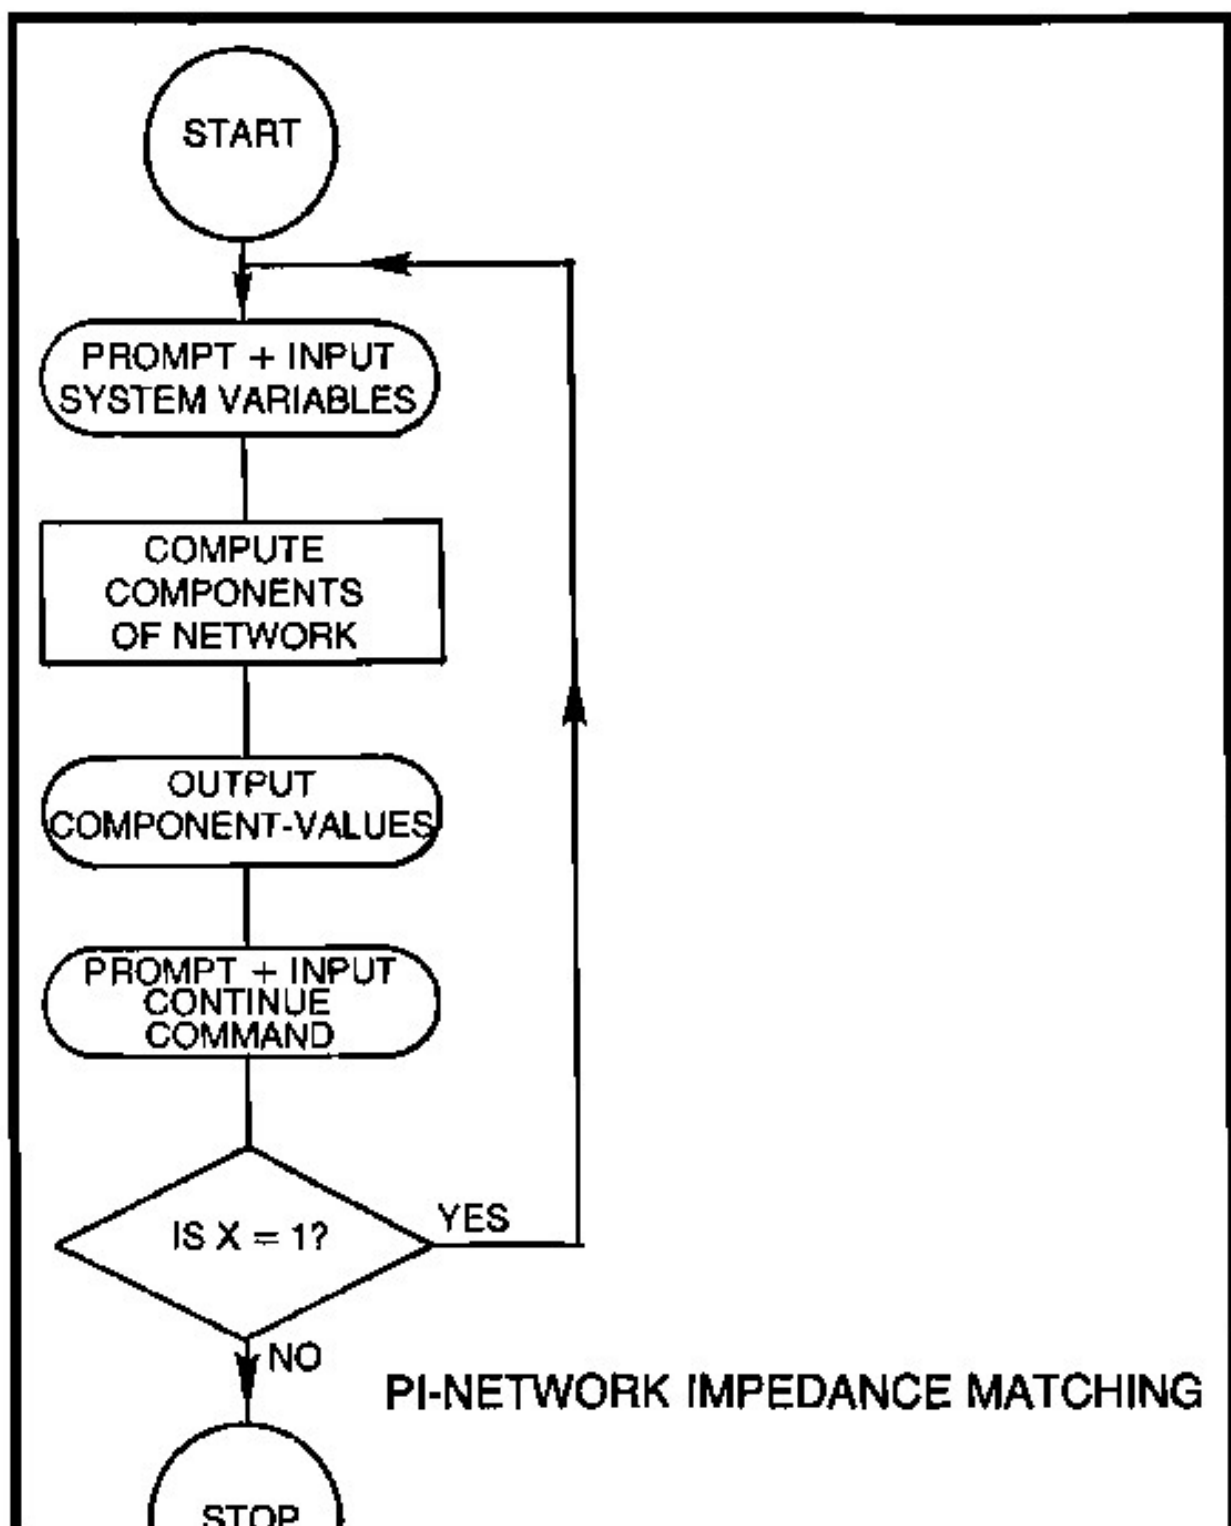 START
PROMPT + INPUT
SYSTEM VARIABLES
COMPUTE
COMPONENTS
OF NETWORK
OUTPUT
COMPONENT-VALUES
PROMPT + INPUT
CONTINUE
COMMAND
IS X = 1?
YES
NO
PI-NETWORK IMPEDANCE MATCHING
STOP